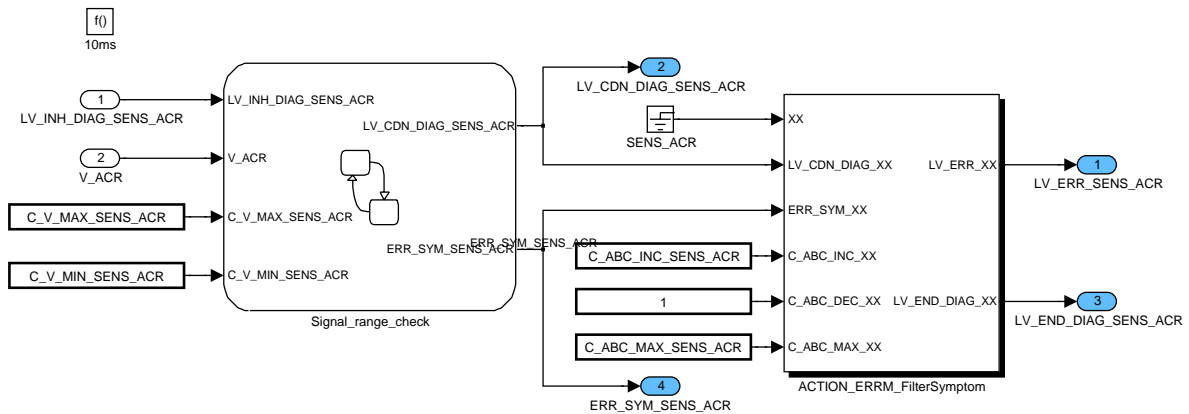 f()
10ms
1
LV_INH_DIAG_SENS_ACR
2
V_ACR
C_V_MAX_SENS_ACR
C_V_MIN_SENS_ACR
LV_INH_DIAG_SENS_ACR
V_ACR
C_V_MAX_SENS_ACR
C_V_MIN_SENS_ACR
LV_CDN_DIAG_SENS_ACR
ERR_SYM_SENS_ACR
Signal_range_check
ERR_SYM_SENS_ACR
2
LV_CDN_DIAG_SENS_ACR
SENS_ACR
C_ABC_INC_SENS_ACR
1
C_ABC_MAX_SENS_ACR
4
ERR_SYM_SENS_ACR
XX
LV_CDN_DIAG_XX
ERR_SYM_XX
C_ABC_INC_XX
C_ABC_DEC_XX
C_ABC_MAX_XX
LV_ERR_XX
LV_END_DIAG_XX
ACTION_ERRM_FilterSymptom
1
LV_ERR_SENS_ACR
3
LV_END_DIAG_SENS_ACR